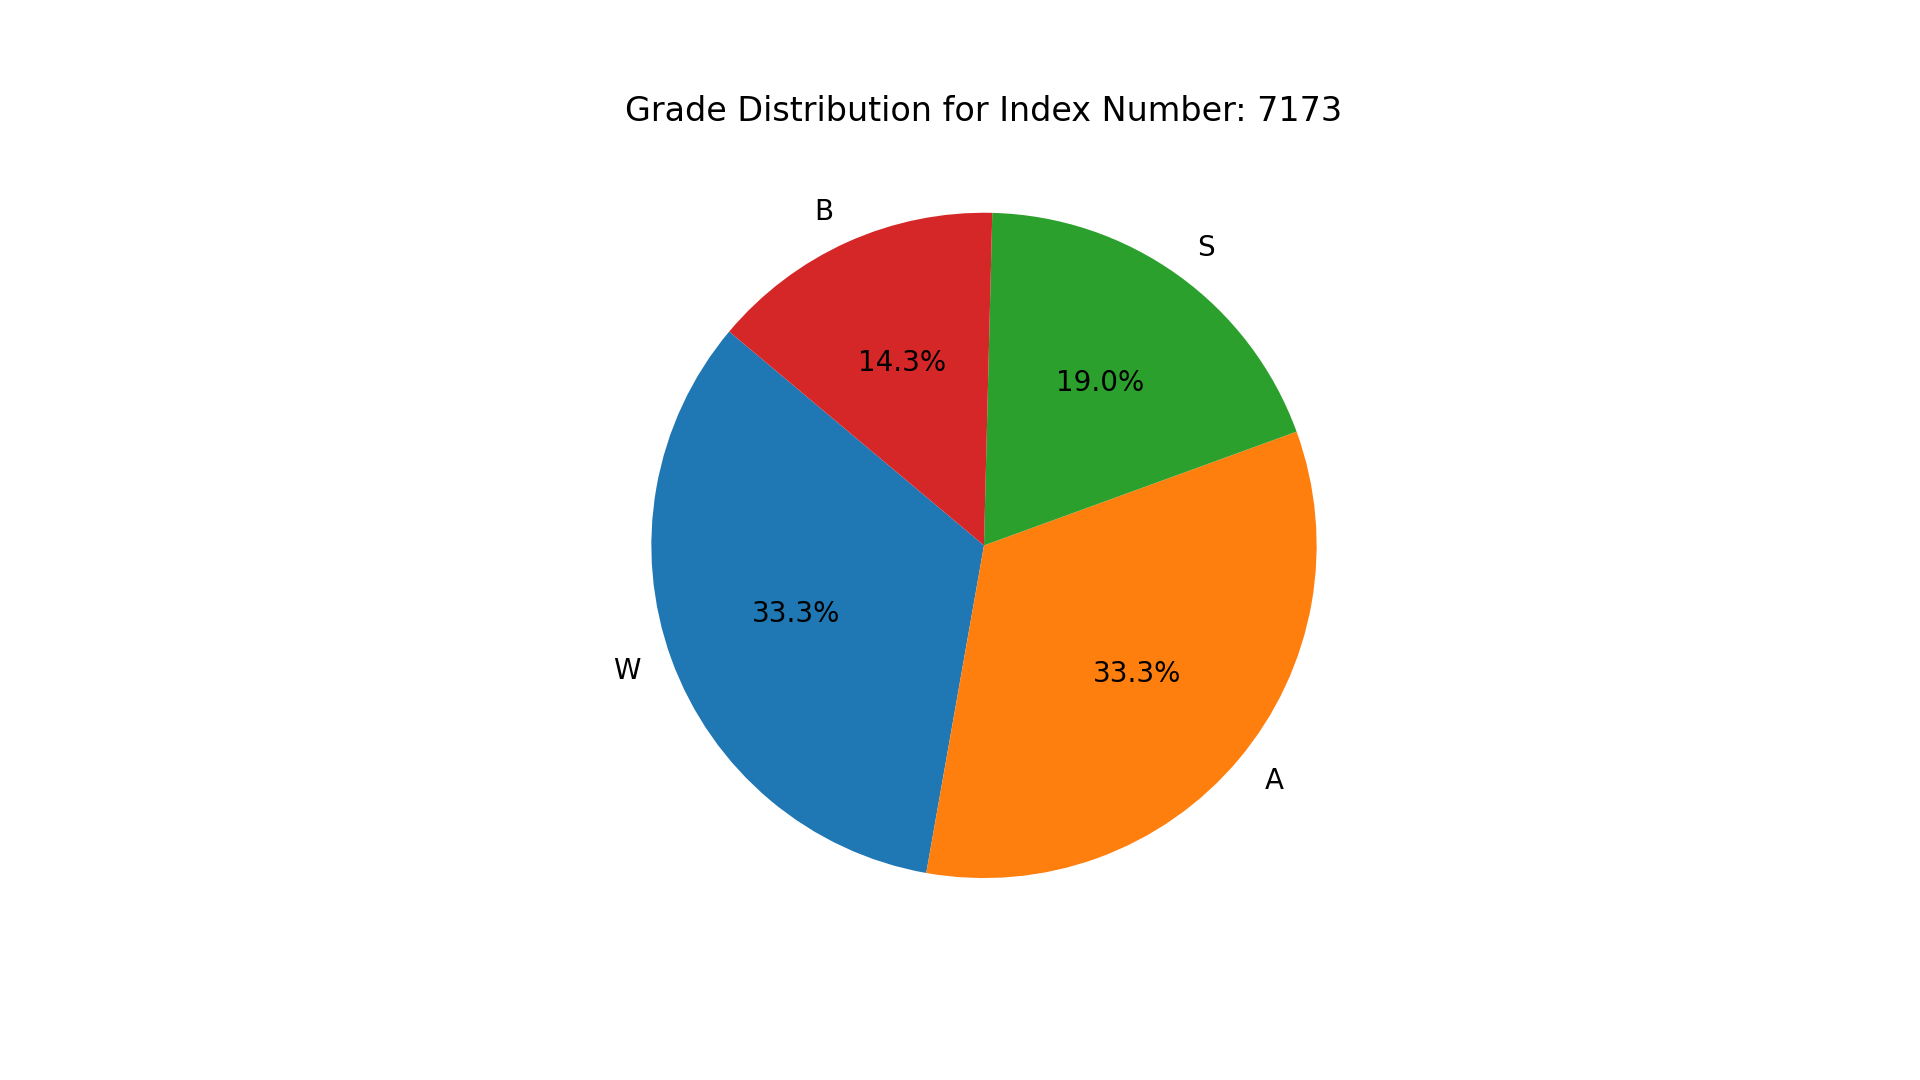 Grade Distribution for Index Number: 7173
B
S
14.3%
19.0%
33.3%
W
33.3%
A